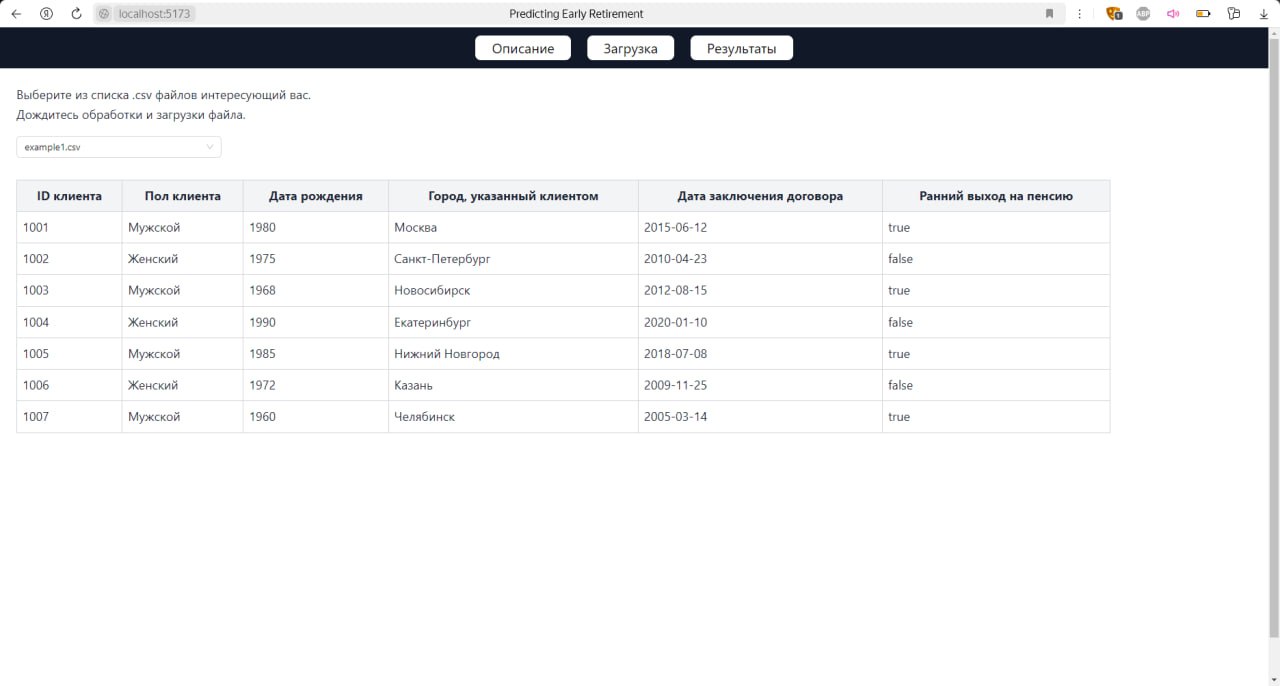 localhost:5173 Predicting Early Retirement 1 ABP
Описание Загрузка Результаты
Выберите из списка .csv файлов интересующий вас.
Дождитесь обработки и загрузки файла.
example1.csv
ID клиента Пол клиента Дата рождения Город, указанный клиентом Дата заключения договора Ранний выход на пенсию
1001 Мужской 1980 Москва 2015-06-12 true
1002 Женский 1975 Санкт-Петербург 2010-04-23 false
1003 Мужской 1968 Новосибирск 2012-08-15 true
1004 Женский 1990 Екатеринбург 2020-01-10 false
1005 Мужской 1985 Нижний Новгород 2018-07-08 true
1006 Женский 1972 Казань 2009-11-25 false
1007 Мужской 1960 Челябинск 2005-03-14 true